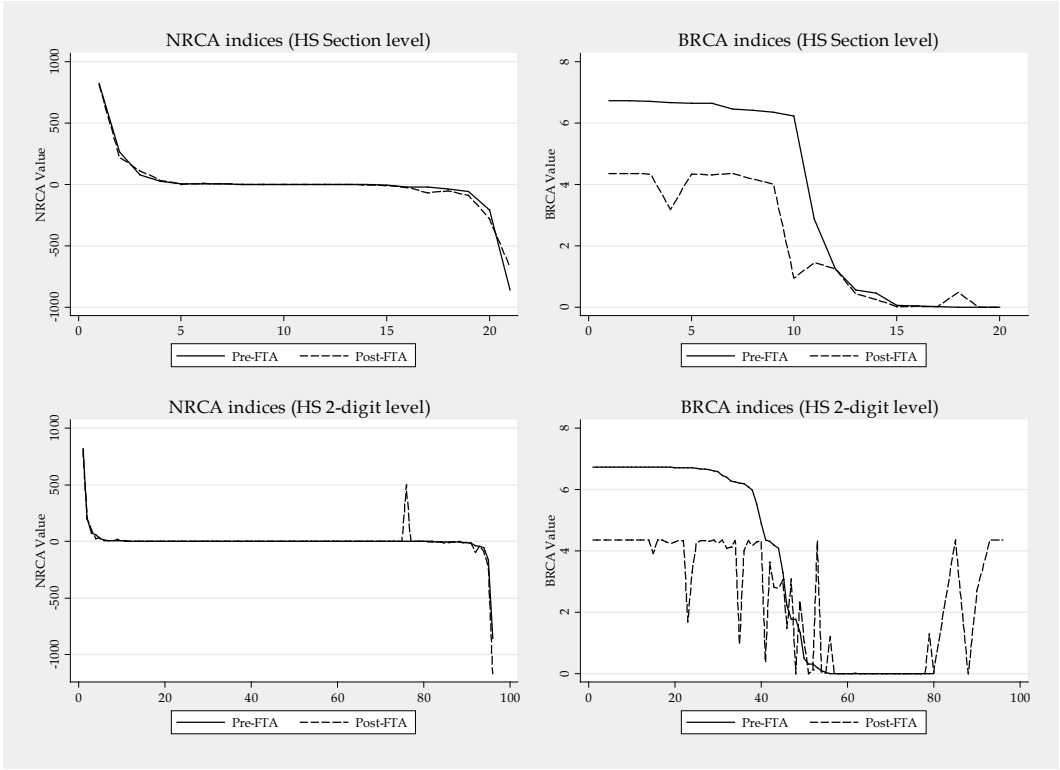 NRCA indices (HS Section level)
NRCA Value
1000
500
0
-500
-1000
0 5 10 15 20
Pre-FTA Post-FTA
BRCA indices (HS Section level)
BRCA Value
8
6
4
2
0
0 5 10 15 20
Pre-FTA Post-FTA
NRCA indices (HS 2-digit level)
NRCA Value
1000
500
0
-500
-1000
0 20 40 60 80 100
Pre-FTA Post-FTA
BRCA indices (HS 2-digit level)
BRCA Value
8
6
4
2
0
0 20 40 60 80 100
Pre-FTA Post-FTA